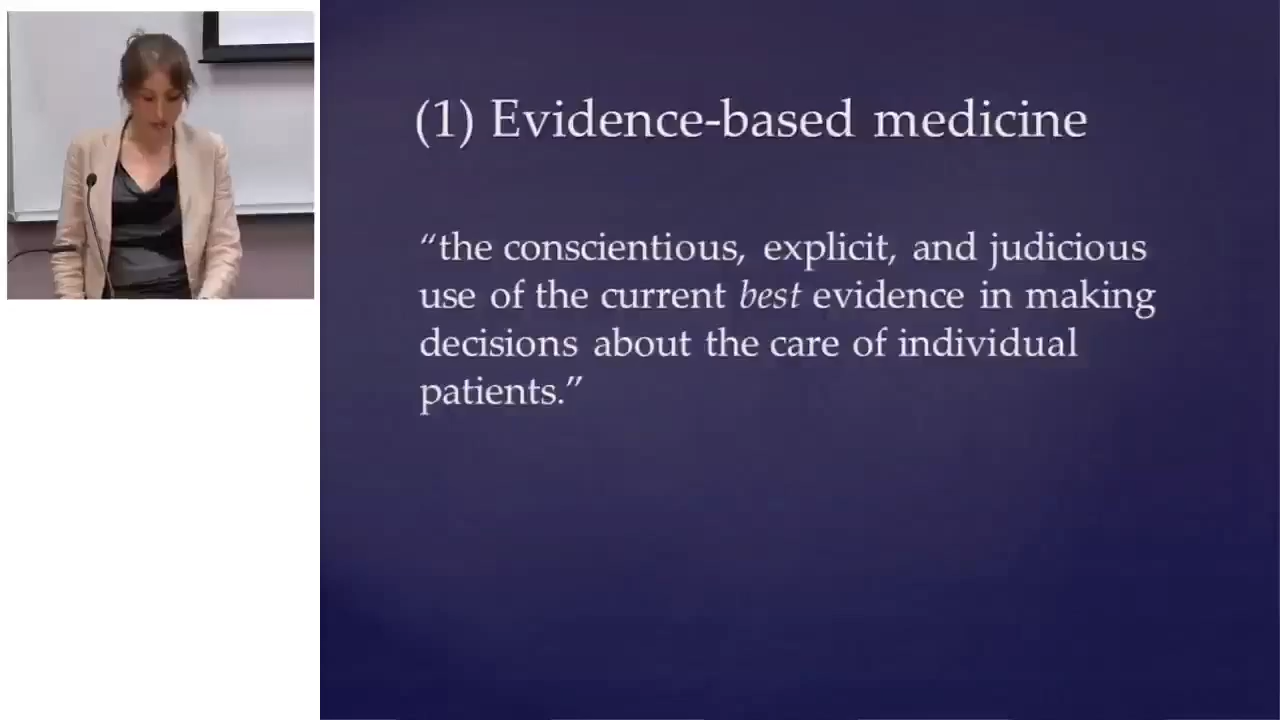 (1) Evidence-based medicine
“the conscientious, explicit, and judicious
use of the current best evidence in making
decisions about the care of individual
patients.”